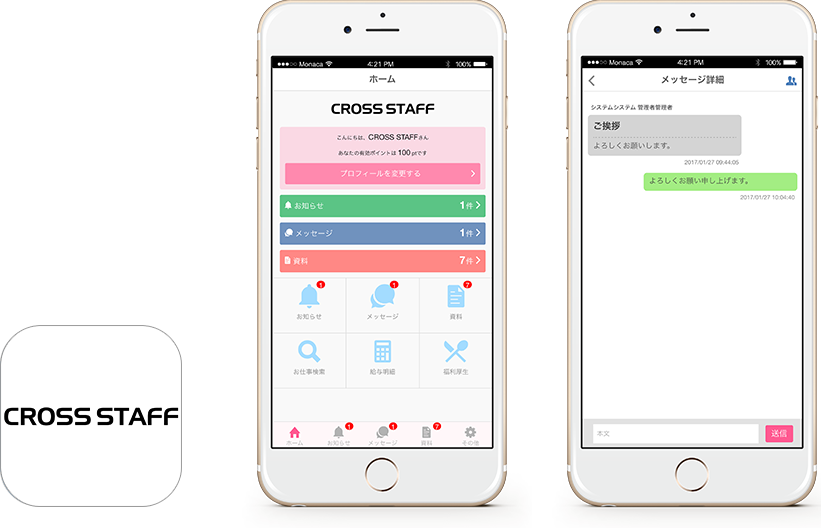 CROSS STAFF
Monaca 4:21 PM 100%
ホーム
CROSS STAFF
こんにちは、CROSS STAFFさん
あなたの有効ポイントは 100 ptです
プロフィールを変更する
お知らせ 1件
メッセージ 1件
資料 7件
1 1 7
お知らせ メッセージ 資料
お仕事検索 給与明細 福利厚生
1 1 7
ホーム お知らせ メッセージ 資料 その他
Monaca 4:21 PM 100%
メッセージ詳細
システムシステム 管理者管理者
ご挨拶
よろしくお願いします。
2017/01/27 09:44:05
よろしくお願い申し上げます。
2017/01/27 10:04:40
本文 送信